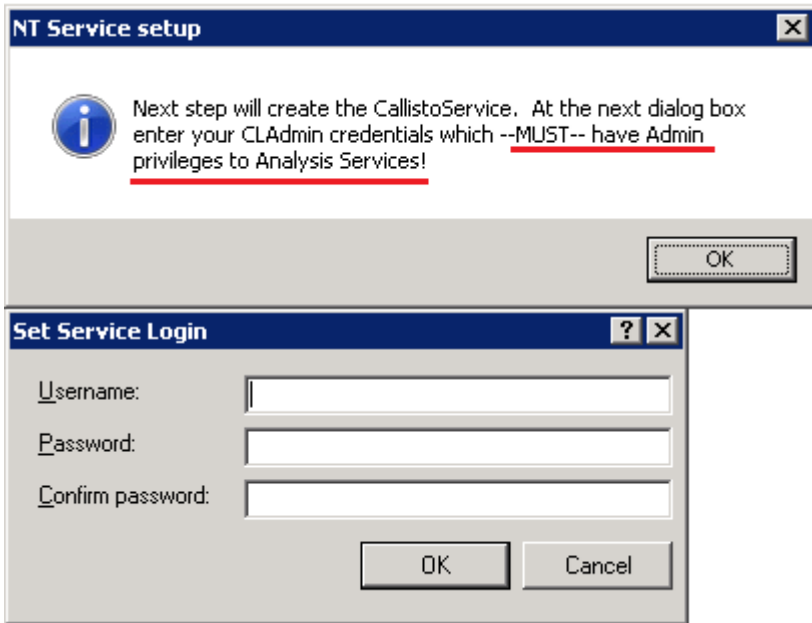 NT Service setup
Next step will create the CallistoService.  At the next dialog box
enter your CLAdmin credentials which --MUST-- have Admin
privileges to Analysis Services!
OK
Set Service Login
Username:
Password:
Confirm password:
OK
Cancel